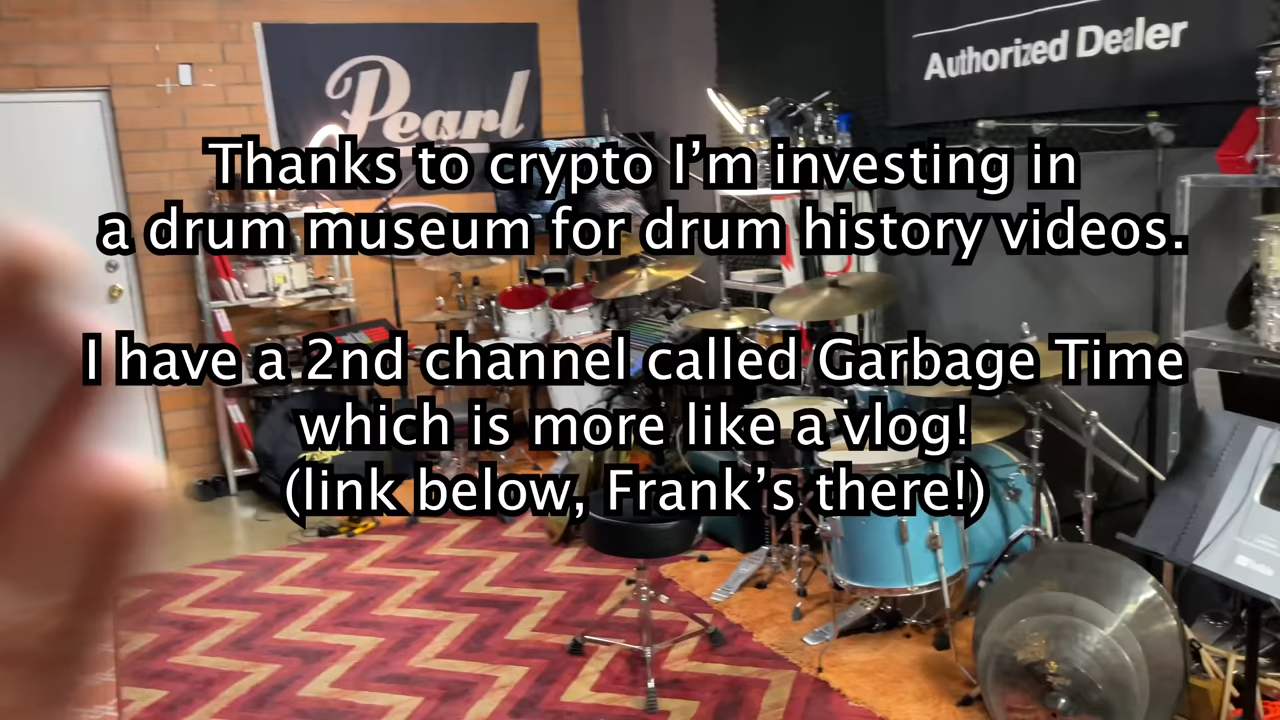 Pearl
Authorized Dealer
Thanks to crypto I'm investing in
a drum museum for drum history videos.
I have a 2nd channel called Garbage Time
which is more like a vlog!
(link below, Frank's there!)